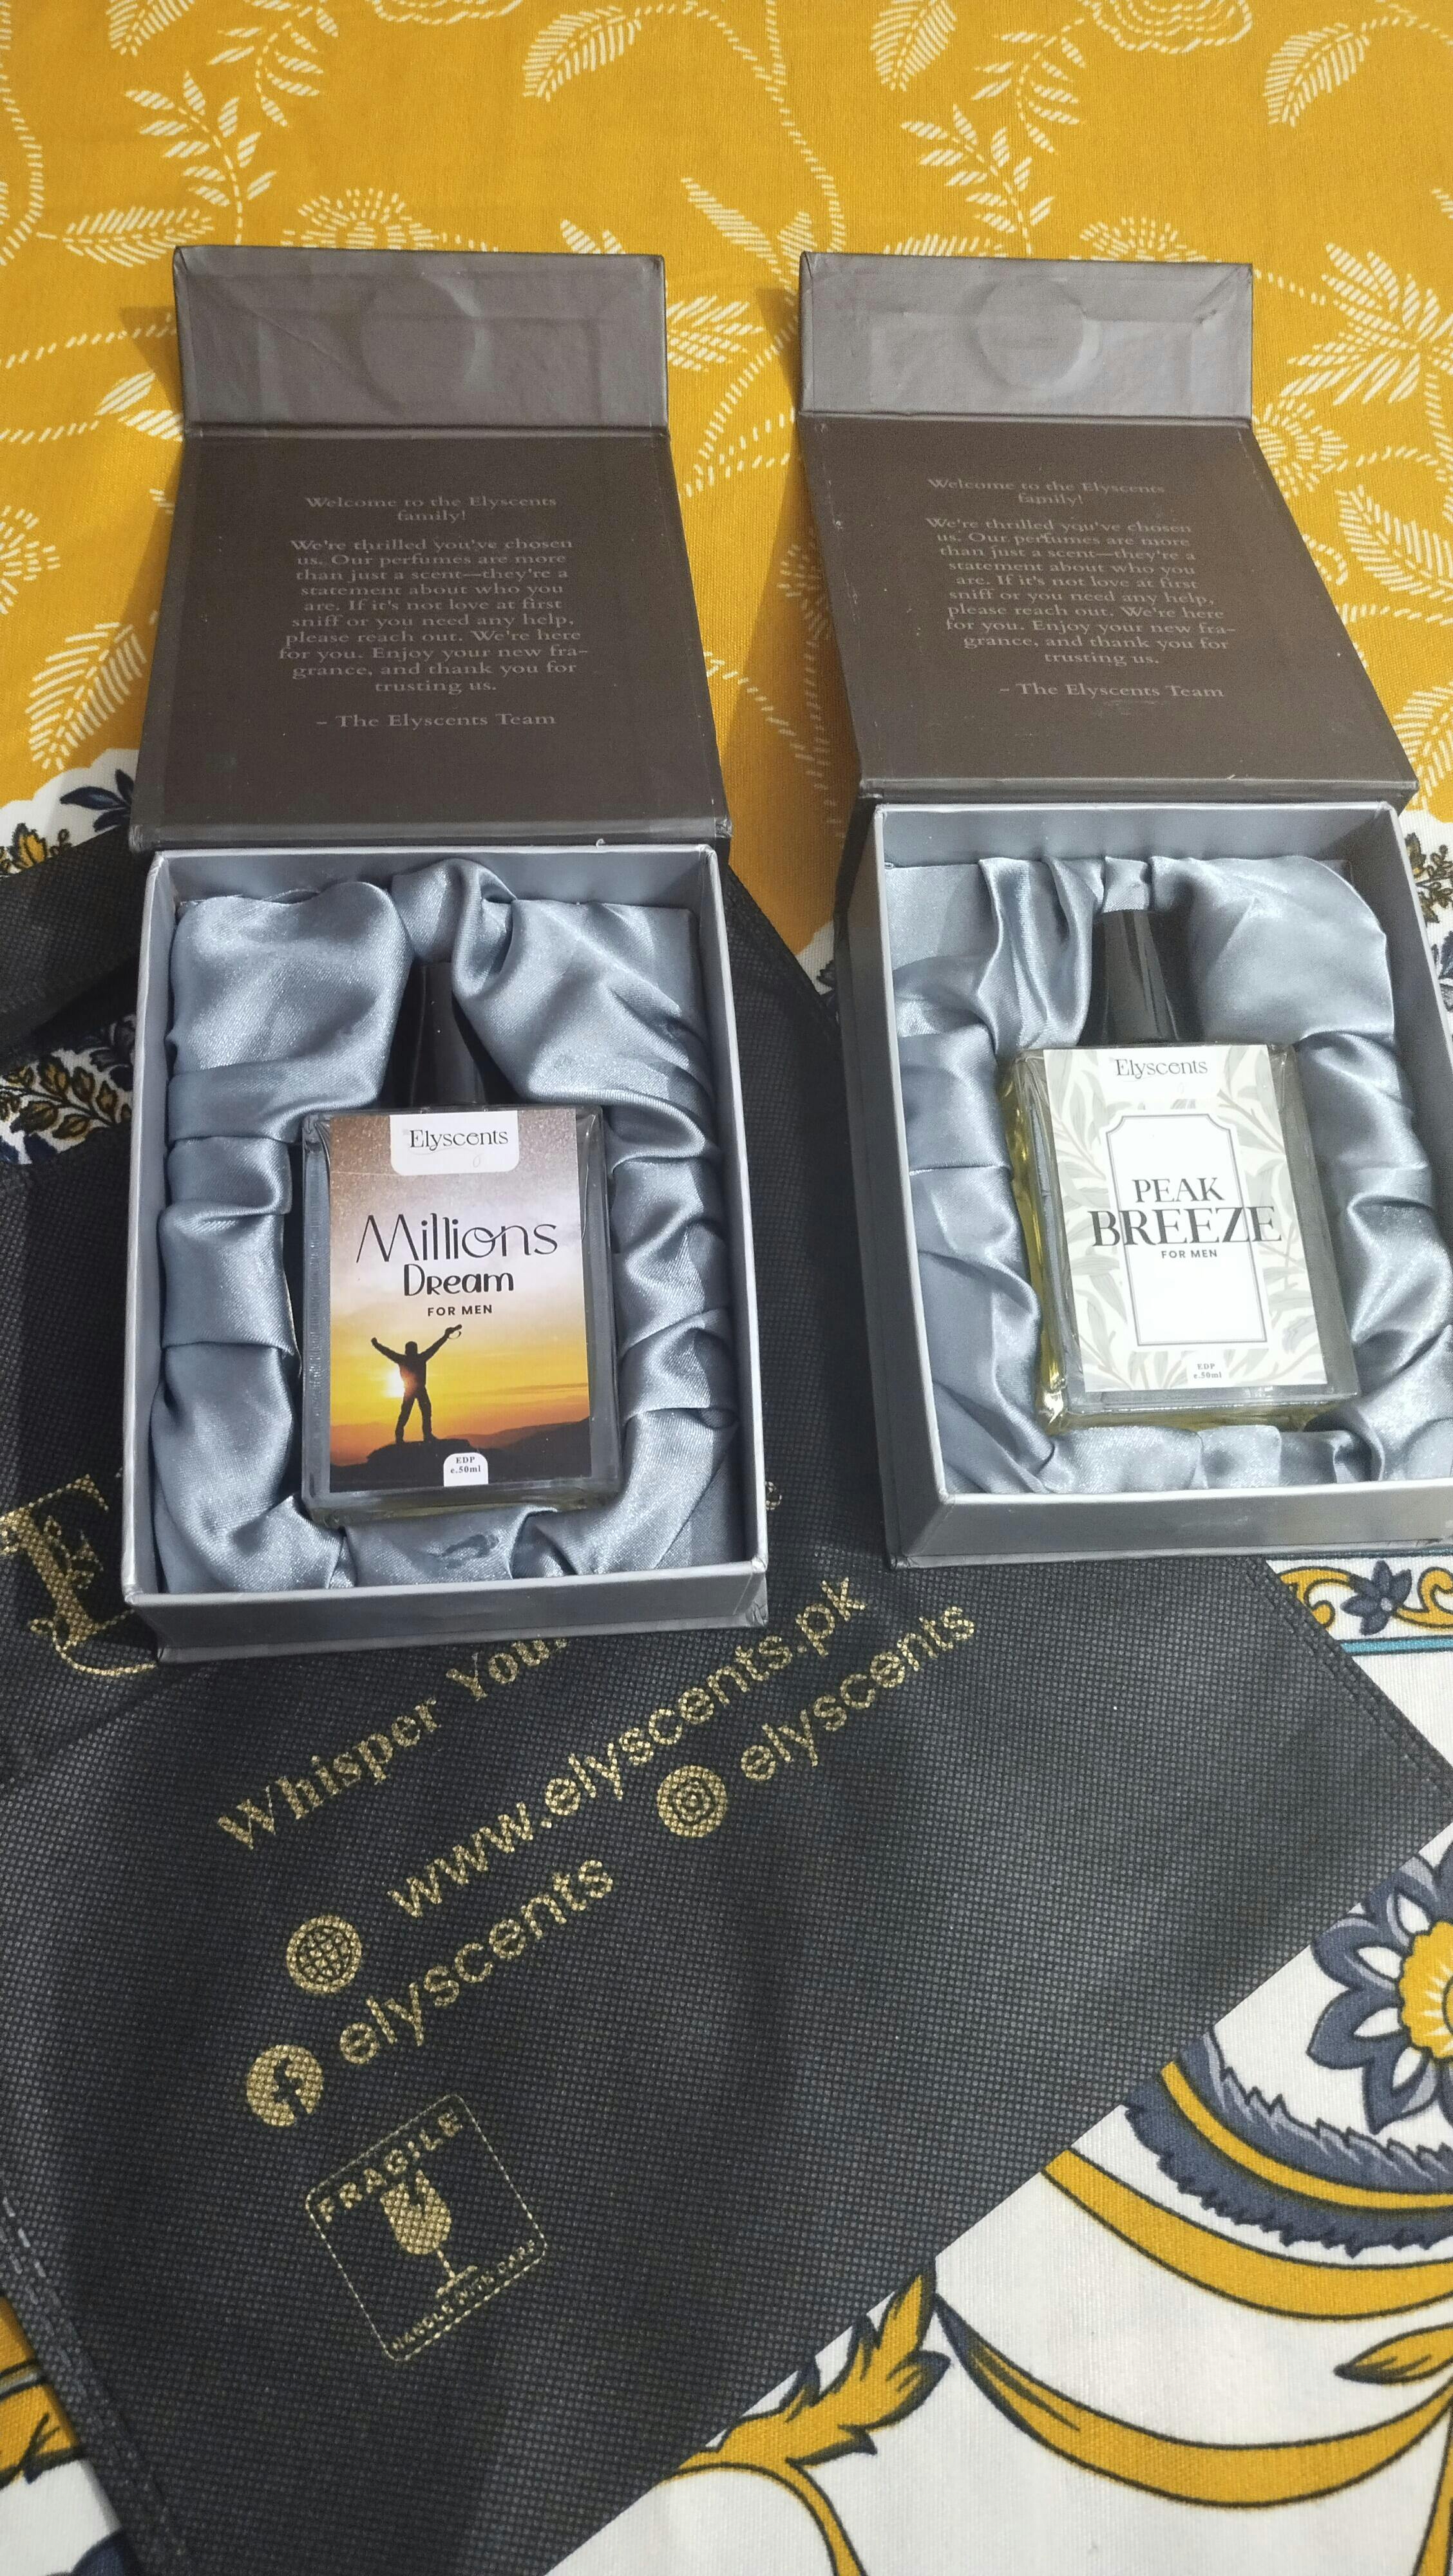 Welcome to the Elyscents
family!
We're thrilled you've chosen
us. Our perfumes are more
than just a scent—they're a
statement about who you
are. If it's not love at first
sniff or you need any help,
please reach out. We're here
for you. Enjoy your new fra-
grance, and thank you for
trusting us.
- The Elyscents Team
Welcome to the Elyscents
family!
We're thrilled you've chosen
us. Our perfumes are more
than just a scent—they're a
statement about who you
are. If it's not love at first
sniff or you need any help,
please reach out. We're here
for you. Enjoy your new fra-
grance, and thank you for
trusting us.
- The Elyscents Team
Elyscents
Millions
Dream
FOR MEN
EDP
e.50ml
Elyscents
PEAK
BREEZE
FOR MEN
EDP
e.50ml
E
Whisper Your
www.elyscents.pk
elyscents
elyscents
FRAGILE
HANDLE WITH CARE